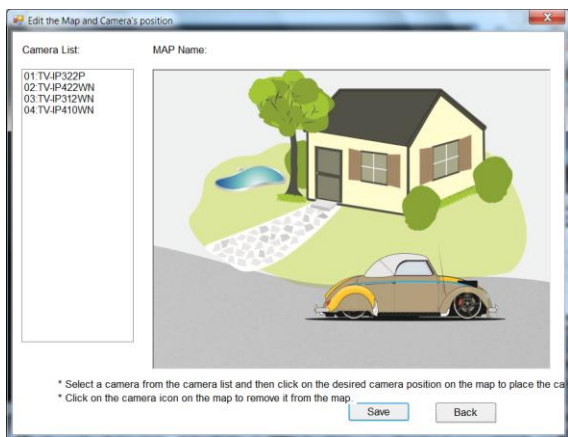 Edit the Map and Camera's position
Camera List:
MAP Name:
01:TV-IP322P
02:TV-IP422WN
03:TV-IP312WN
04:TV-IP410WN
* Select a camera from the camera list and then click on the desired camera position on the map to place the ca
* Click on the camera icon on the map to remove it from the map.
Save
Back